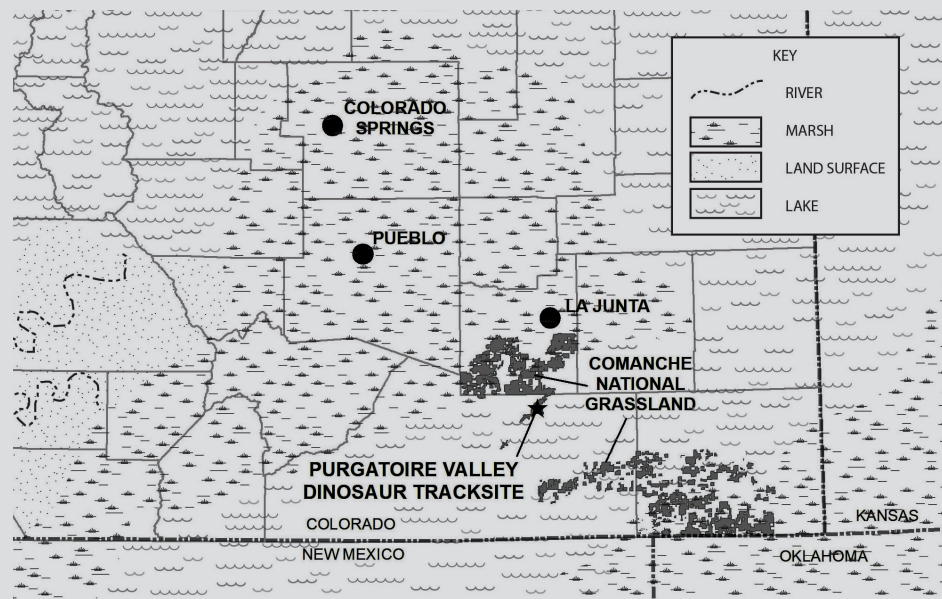 KEY
RIVER
MARSH
LAND SURFACE
LAKE
COLORADO
SPRINGS
PUEBLO
LA JUNTA
COMANCHE
NATIONAL
GRASSLAND
PURGATOIRE VALLEY
DINOSAUR TRACKSITE
COLORADO
KANSAS
NEW MEXICO
OKLAHOMA